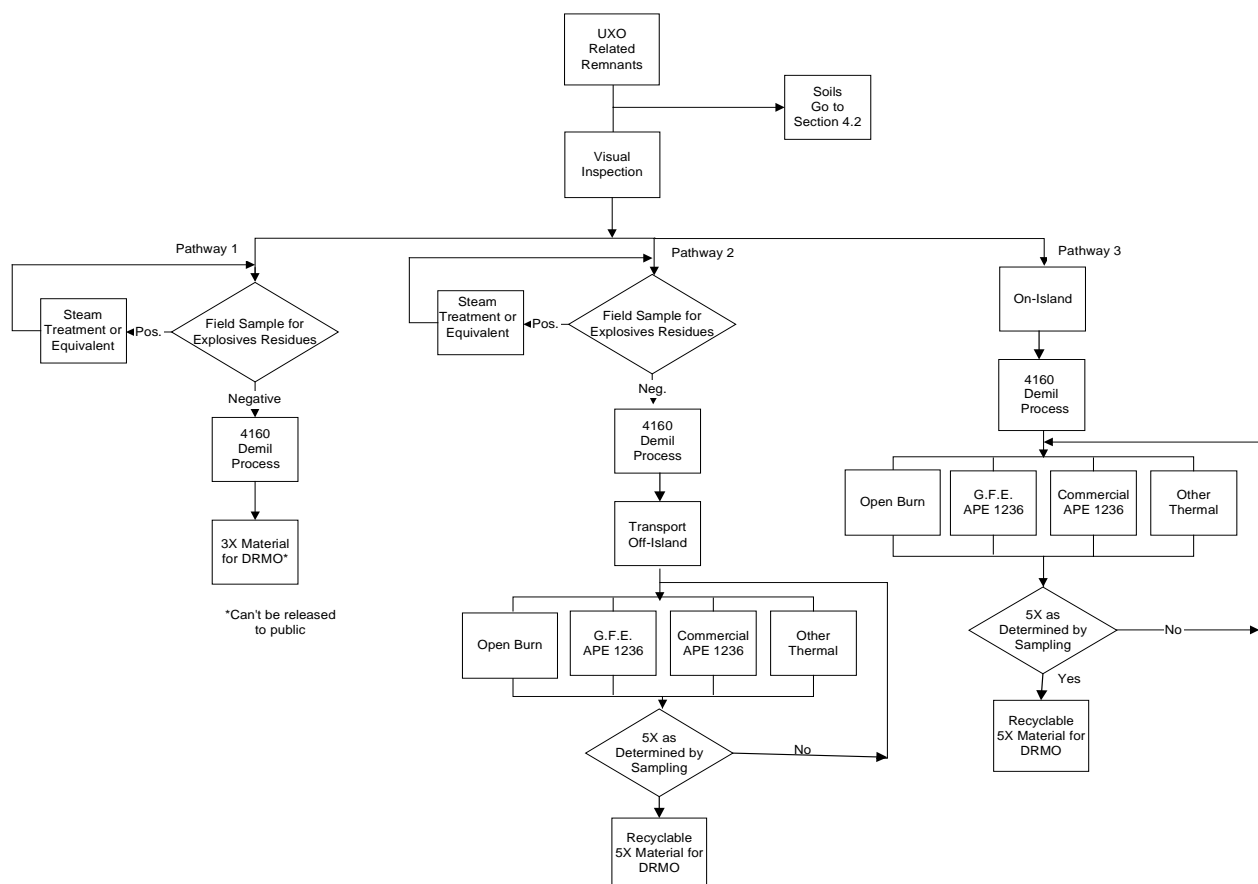 UXO
Related
Remnants
Soils
Go to
Section 4.2
Visual
Inspection
Pathway 1
Steam
Treatment or
Equivalent
Pos.
Field Sample for
Explosives Residues
Negative
4160
Demil
Process
3X Material
for DRMO*
*Can't be released
to public
Pathway 2
Steam
Treatment or
Equivalent
Pos.
Field Sample for
Explosives Residues
Neg.
4160
Demil
Process
Transport
Off-Island
Open Burn
G.F.E.
APE 1236
Commercial
APE 1236
Other
Thermal
5X as
Determined by
Sampling
No
Recyclable
5X Material for
DRMO
Pathway 3
On-Island
4160
Demil
Process
Open Burn
G.F.E.
APE 1236
Commercial
APE 1236
Other
Thermal
5X as
Determined by
Sampling
No
Yes
Recyclable
5X Material for
DRMO